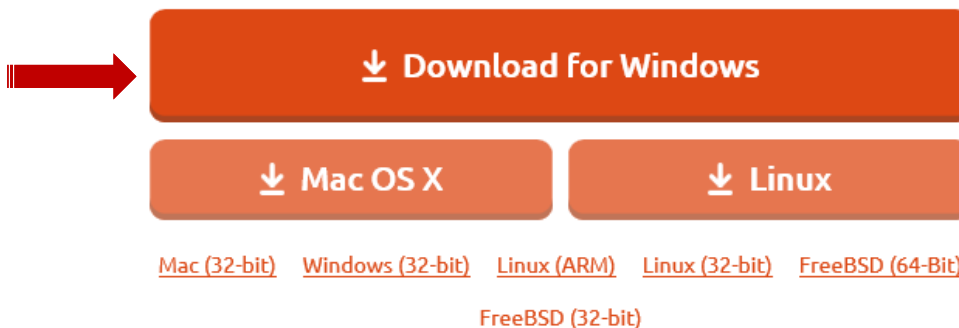 Download for Windows
Mac OS X Linux
Mac (32-bit) Windows (32-bit) Linux (ARM) Linux (32-bit) FreeBSD (64-Bit)
FreeBSD (32-bit)